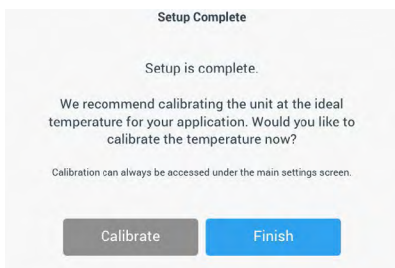 Setup Complete
Setup is complete.
We recommend calibrating the unit at the ideal
temperature for your application. Would you like to
calibrate the temperature now?
Calibration can always be accessed under the main settings screen.
Calibrate
Finish